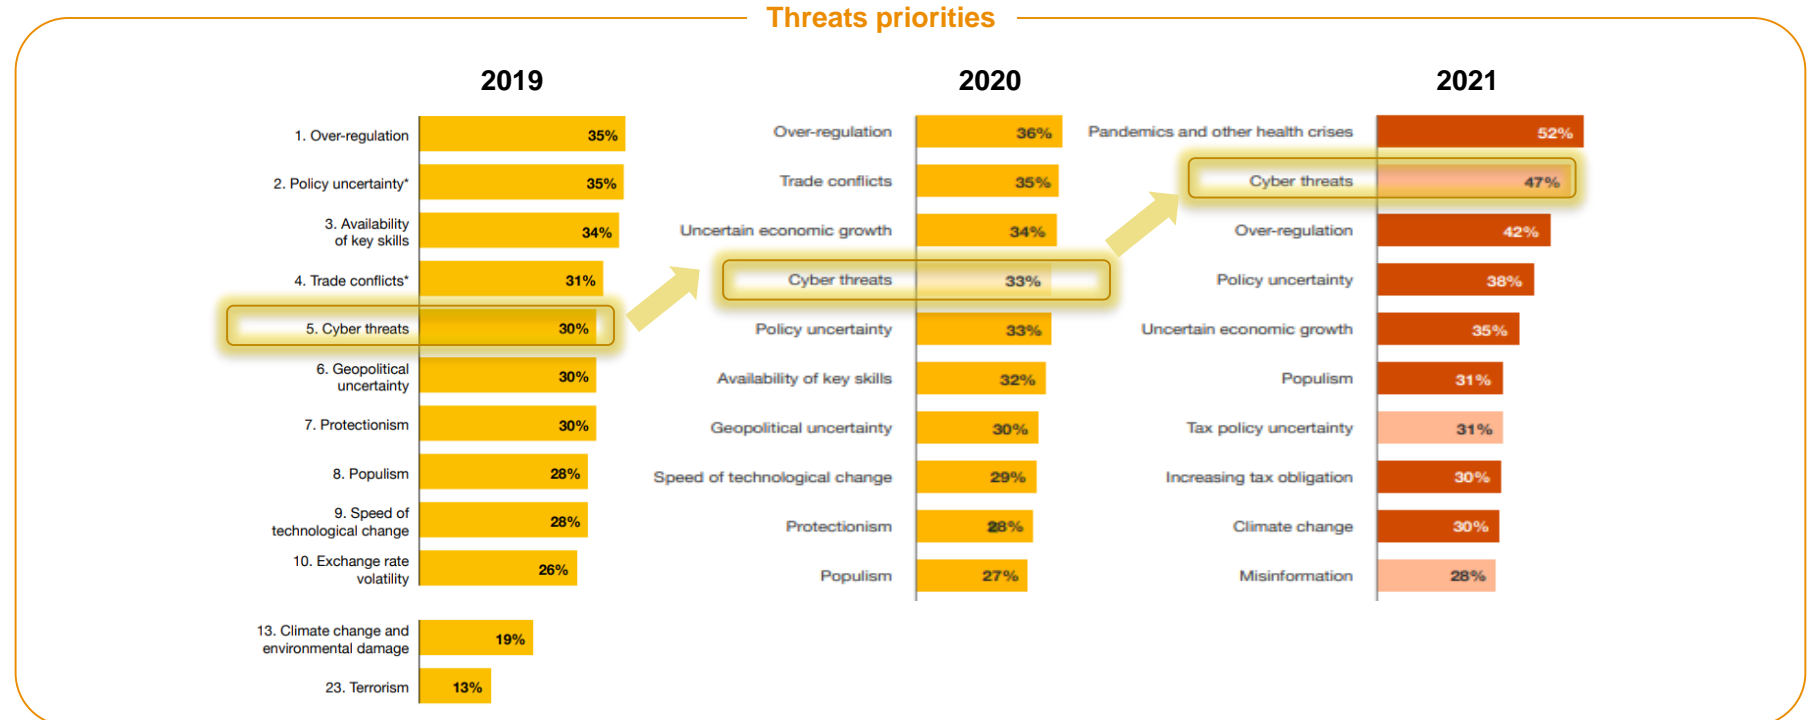 Threats priorities
2019
1. Over-regulation 35%
2. Policy uncertainty* 35%
3. Availability
of key skills 34%
4. Trade conflicts* 31%
5. Cyber threats 30%
6. Geopolitical
uncertainty 30%
7. Protectionism 30%
8. Populism 28%
9. Speed of
technological change 28%
10. Exchange rate
volatility 26%
13. Climate change and
environmental damage 19%
23. Terrorism 13%
2020
Over-regulation 36%
Trade conflicts 35%
Uncertain economic growth 34%
Cyber threats 33%
Policy uncertainty 33%
Availability of key skills 32%
Geopolitical uncertainty 30%
Speed of technological change 29%
Protectionism 28%
Populism 27%
2021
Pandemics and other health crises 52%
Cyber threats 47%
Over-regulation 42%
Policy uncertainty 38%
Uncertain economic growth 35%
Populism 31%
Tax policy uncertainty 31%
Increasing tax obligation 30%
Climate change 30%
Misinformation 28%